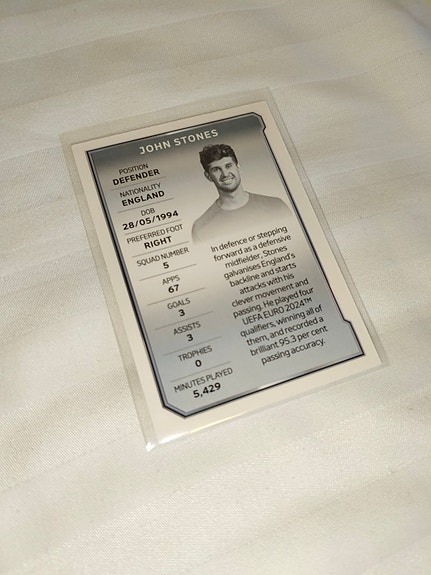 JOHN STONES
POSITION
DEFENDER
NATIONALITY
ENGLAND
DOB
28/05/1994
PREFERRED FOOT
RIGHT
SQUAD NUMBER
5
APPS
67
GOALS
3
ASSISTS
3
TROPHIES
0
MINUTES PLAYED
5,429
In defence or stepping
forward as a defensive
midfielder, Stones
galvanises England's
backline and starts
attacks with his
clever movement and
passing. He played four
UEFA EURO 2024™
qualifiers, winning all of
them, and recorded a
brilliant 95.3 per cent
passing accuracy.